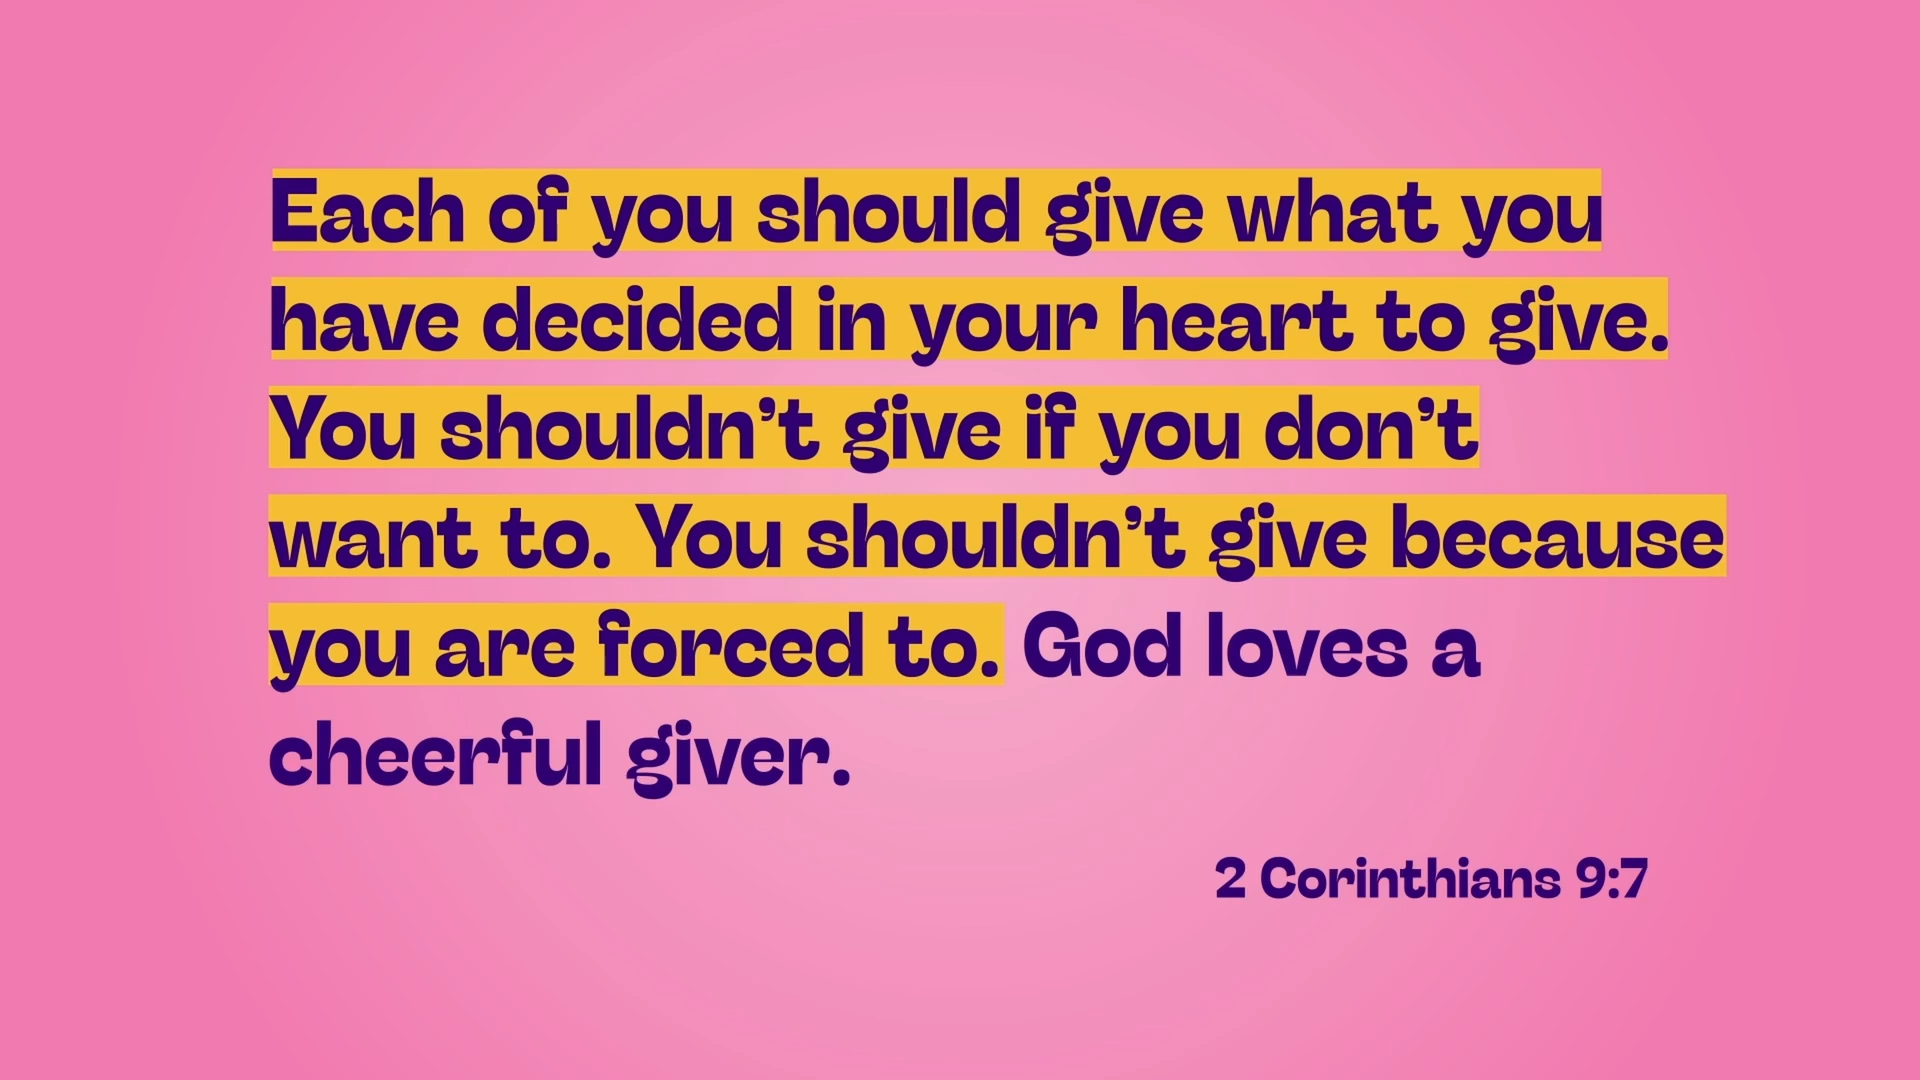 Each of you should give what you
have decided in your heart to give.
You shouldn’t give if you don’t
want to. You shouldn’t give because
you are forced to. God loves a
cheerful giver.
2 Corinthians 9:7